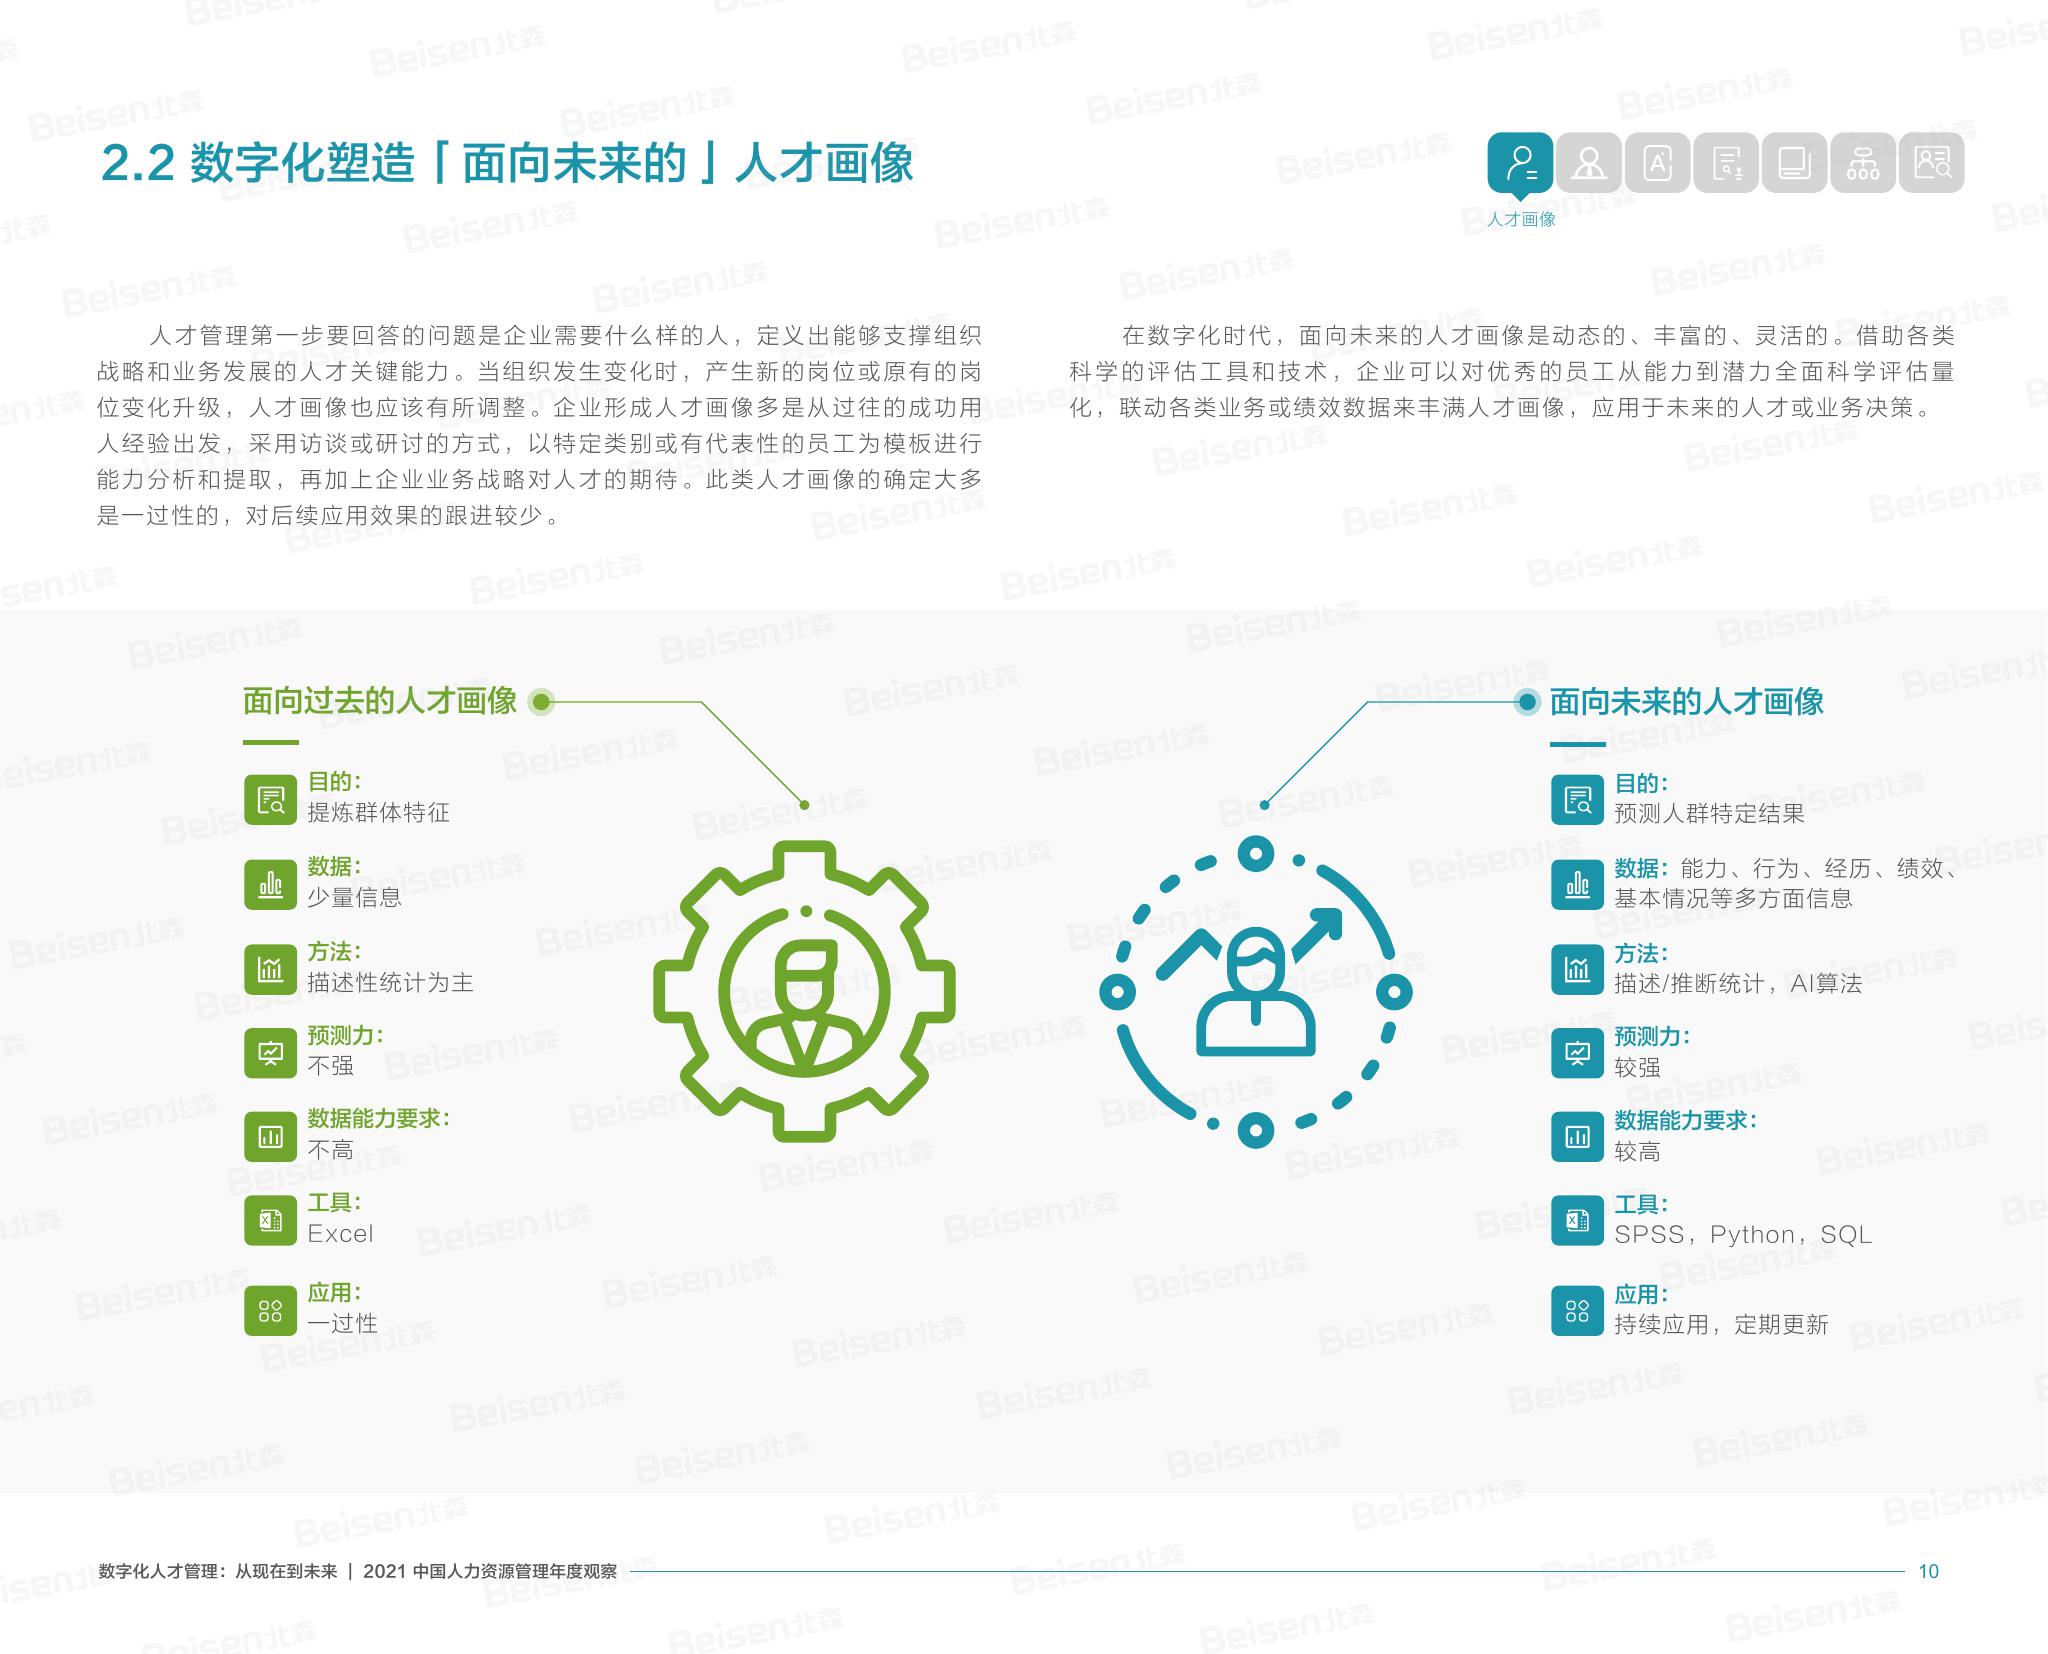 2.2 数字化塑造「面向未来的」人才画像
人才画像
人才管理第一步要回答的问题是企业需要什么样的人，定义出能够支撑组织
战略和业务发展的人才关键能力。当组织发生变化时，产生新的岗位或原有的岗
位变化升级，人才画像也应该有所调整。企业形成人才画像多是从过往的成功用
人经验出发，采用访谈或研讨的方式，以特定类别或有代表性的员工为模板进行
能力分析和提取，再加上企业业务战略对人才的期待。此类人才画像的确定大多
是一过性的，对后续应用效果的跟进较少。
在数字化时代，面向未来的人才画像是动态的、丰富的、灵活的。借助各类
科学的评估工具和技术，企业可以对优秀的员工从能力到潜力全面科学评估量
化，联动各类业务或绩效数据来丰满人才画像，应用于未来的人才或业务决策。
面向过去的人才画像
目的：
提炼群体特征
数据：
少量信息
方法：
描述性统计为主
预测力：
不强
数据能力要求：
不高
工具：
Excel
应用：
一过性
面向未来的人才画像
目的：
预测人群特定结果
数据：能力、行为、经历、绩效、
基本情况等多方面信息
方法：
描述/推断统计，AI算法
预测力：
较强
数据能力要求：
较高
工具：
SPSS，Python，SQL
应用：
持续应用，定期更新
数字化人才管理：从现在到未来 | 2021 中国人力资源管理年度观察
10
Beisen北森